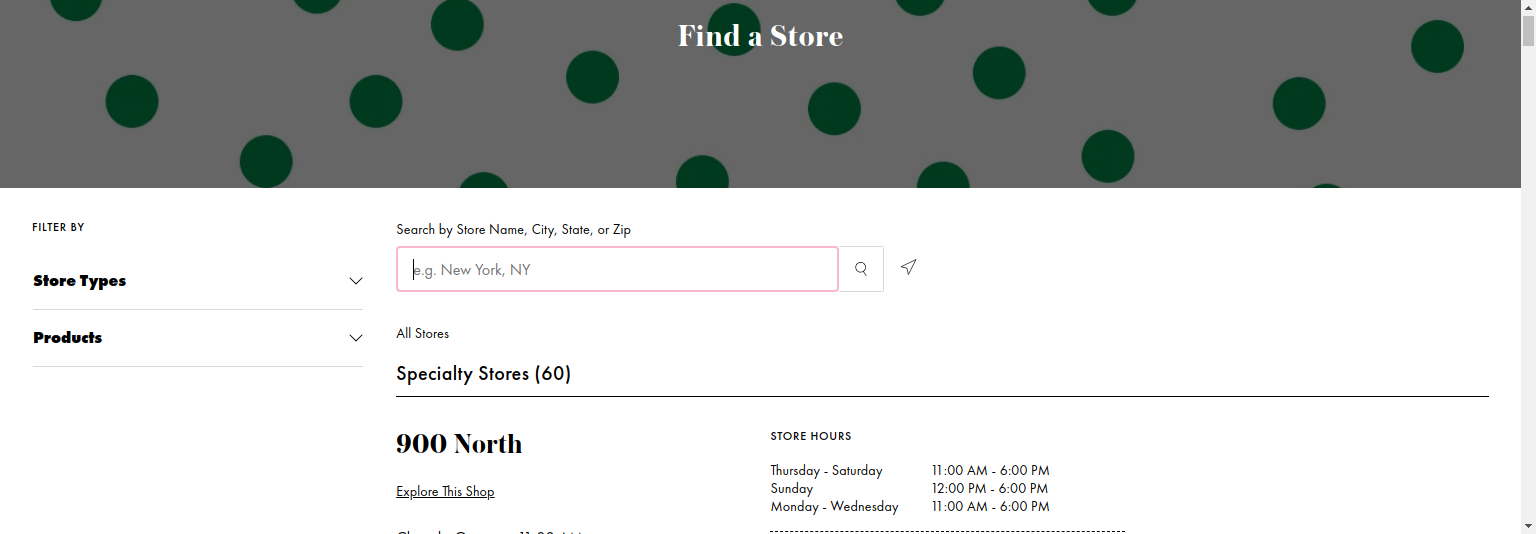 Find a Store
FILTER BY
Store Types
Products
Search by Store Name, City, State, or Zip
e.g. New York, NY
All Stores
Specialty Stores (60)
900 North
Explore This Shop
STORE HOURS
Thursday - Saturday 11:00 AM - 6:00 PM
Sunday 12:00 PM - 6:00 PM
Monday - Wednesday 11:00 AM - 6:00 PM